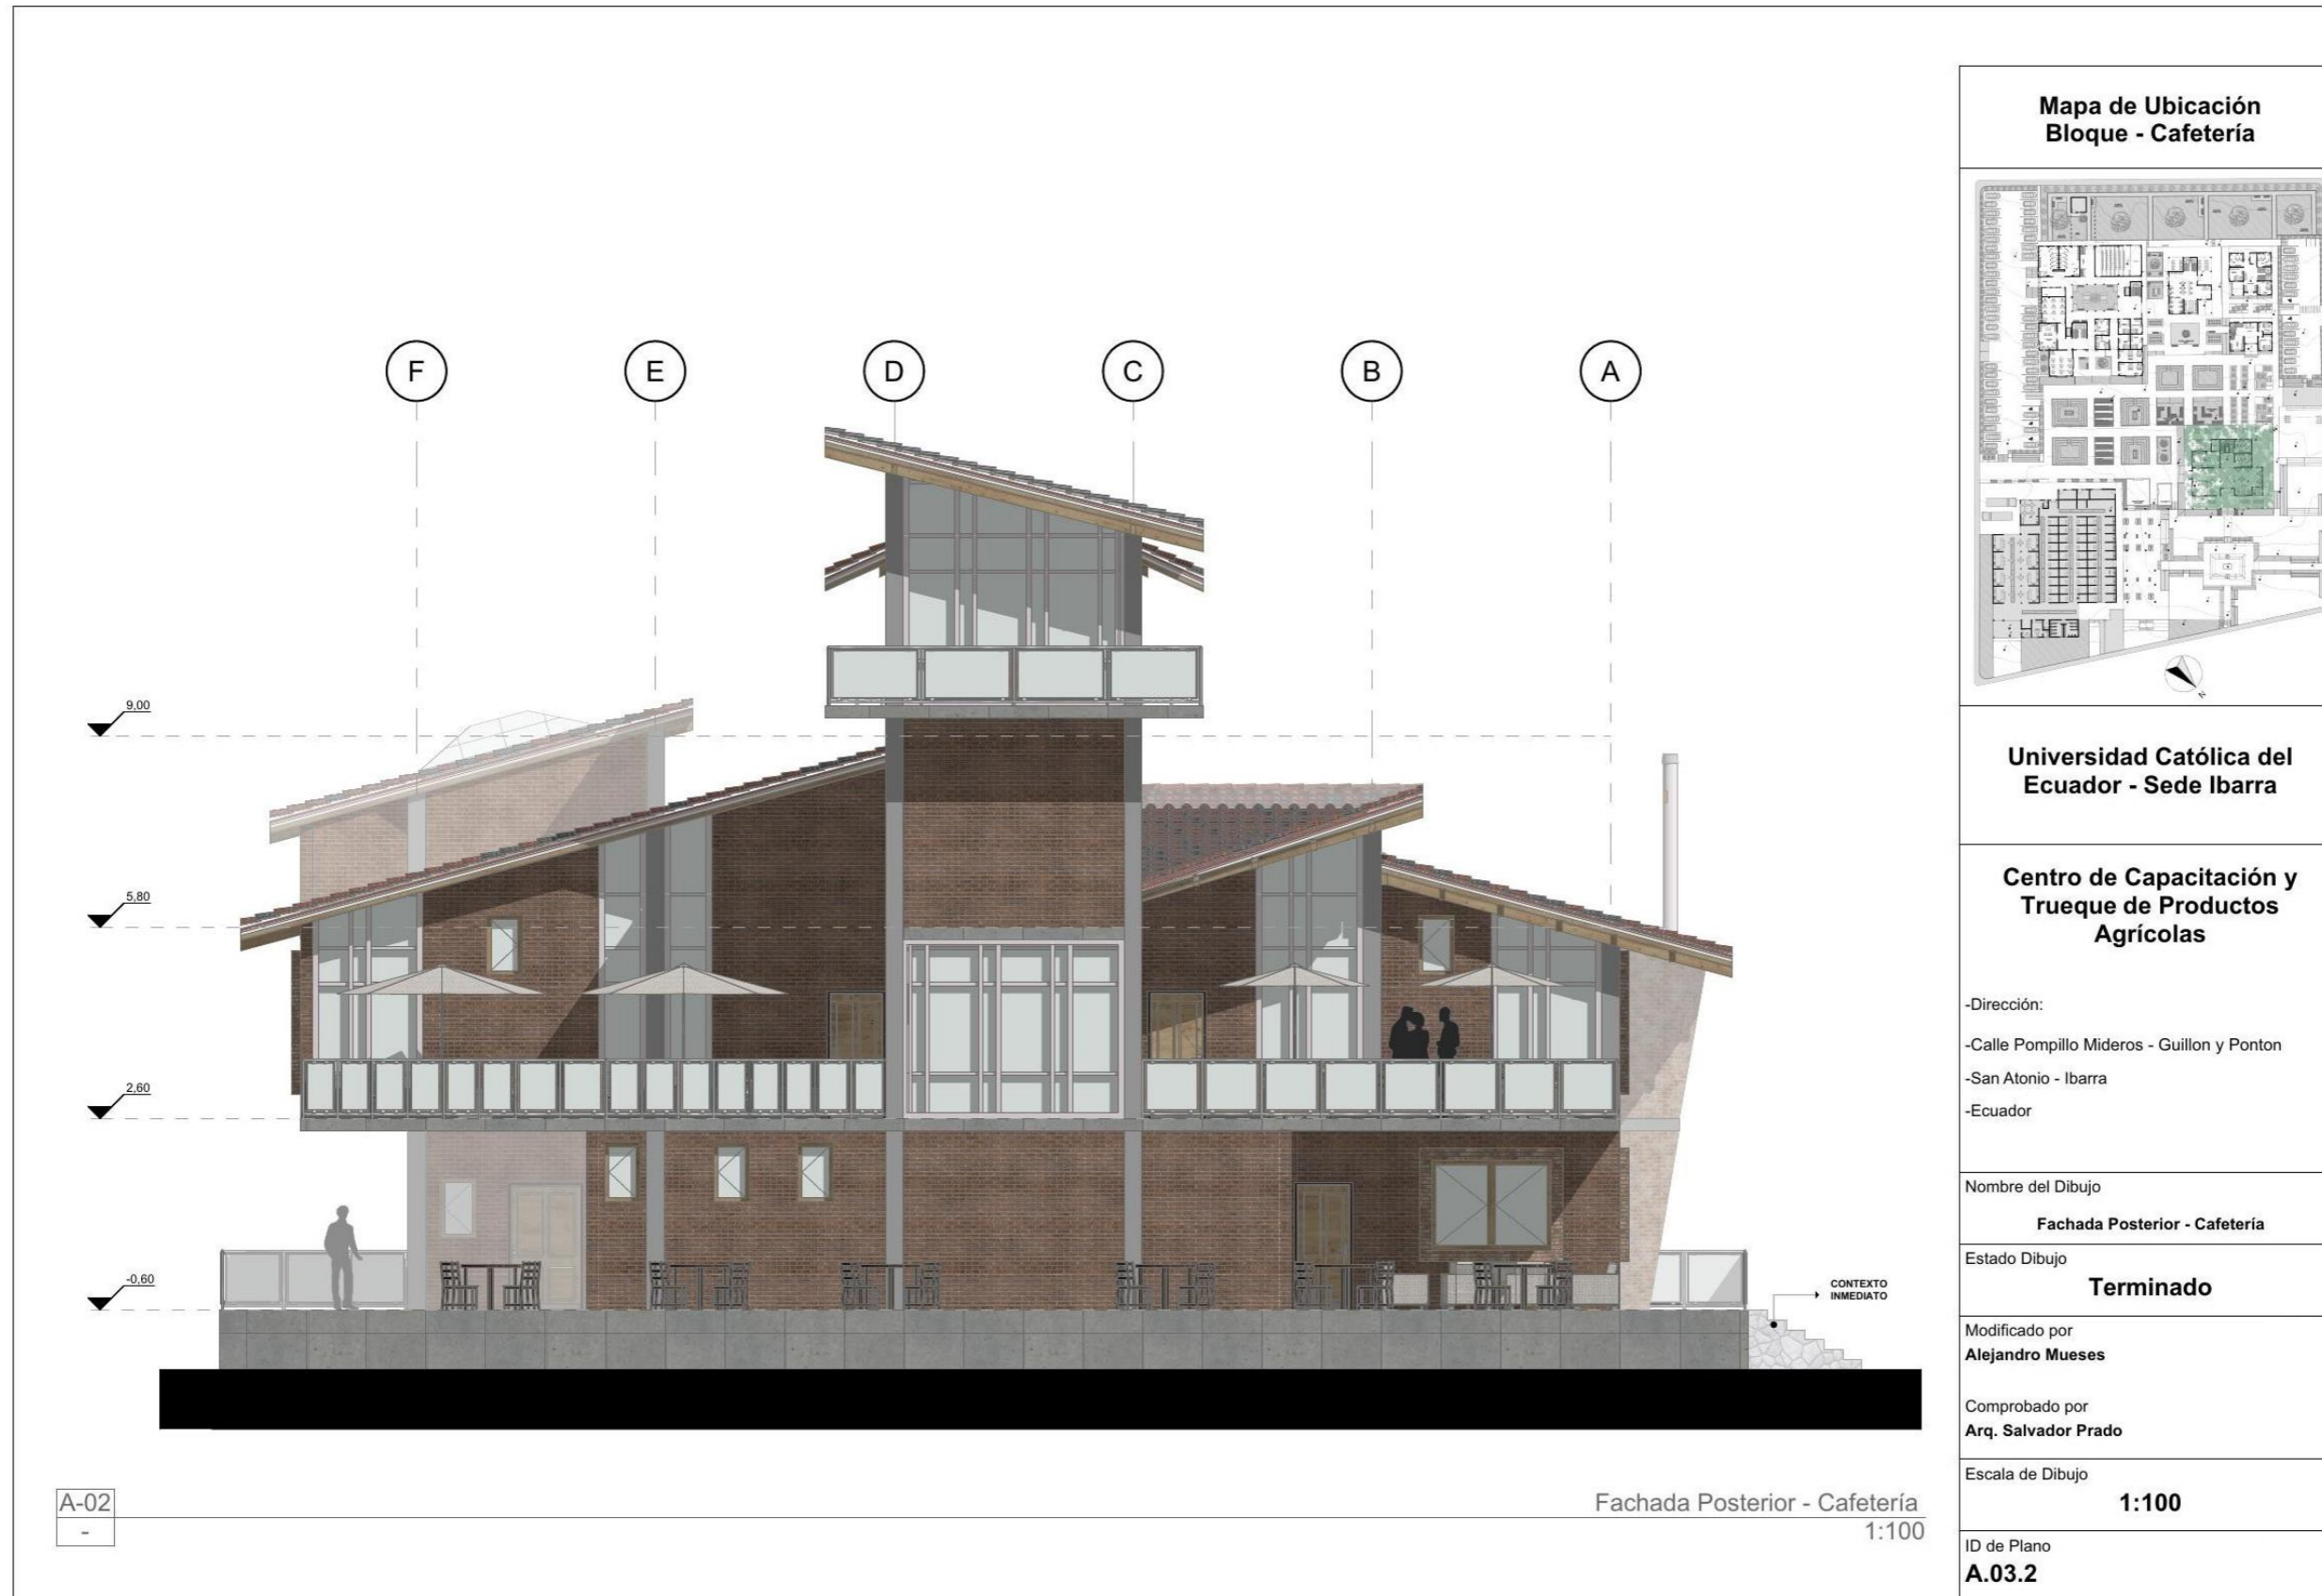 F
E
D
C
B
A
9,00
5,80
2,60
-0,60
CONTEXTO
INMEDIATO
A-02
-
Fachada Posterior - Cafetería
1:100
Mapa de Ubicación
Bloque - Cafetería
N
Universidad Católica del
Ecuador - Sede Ibarra
Centro de Capacitación y
Trueque de Productos
Agrícolas
-Dirección:
-Calle Pompillo Mideros - Guillon y Ponton
-San Atonio - Ibarra
-Ecuador
Nombre del Dibujo
Fachada Posterior - Cafetería
Estado Dibujo
Terminado
Modificado por
Alejandro Mueses
Comprobado por
Arq. Salvador Prado
Escala de Dibujo
1:100
ID de Plano
A.03.2